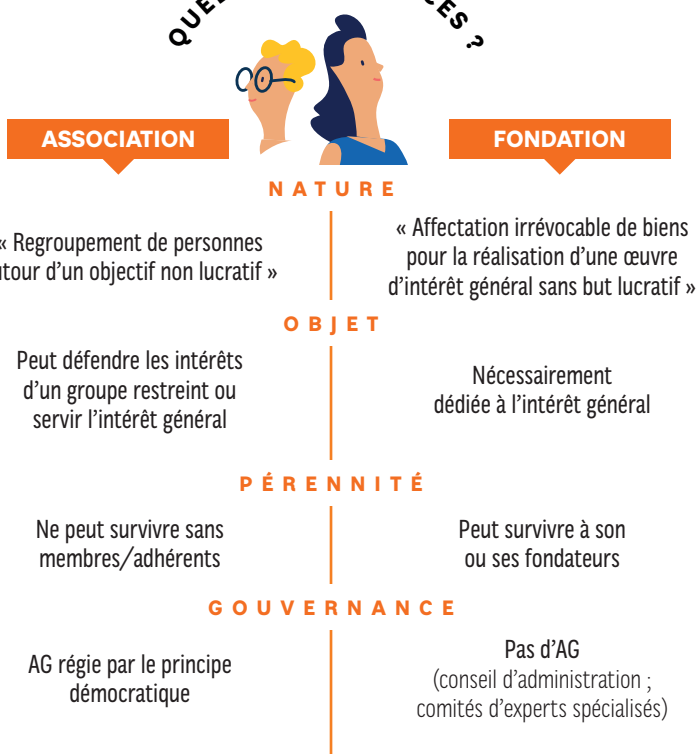 ASSOCIATION
FONDATION
NATURE
« Regroupement de personnes
d’un objectif non lucratif »
« Affectation irrévocable de biens
pour la réalisation d’une œuvre
d’intérêt général sans but lucratif »
OBJET
Peut défendre les intérêts
d’un groupe restreint ou
servir l’intérêt général
Nécessairement
dédiée à l’intérêt général
PÉRENNITÉ
Ne peut survivre sans
membres/adhérents
Peut survivre à son
ou ses fondateurs
GOUVERNANCE
AG régie par le principe
démocratique
Pas d’AG
(conseil d’administration ;
comités d’experts spécialisés)